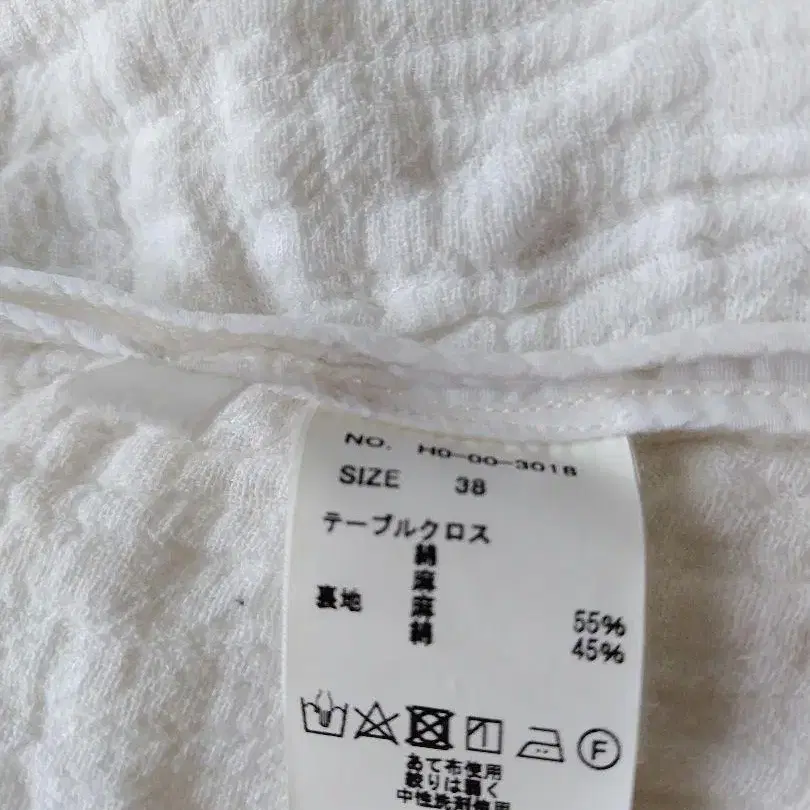 NO. HO-00-3018
SIZE 38
テーブルクロス
綿
麻
裏地 麻 55%
綿 45%
F
あて布使用
絞りは弱く
中性洗剤使用